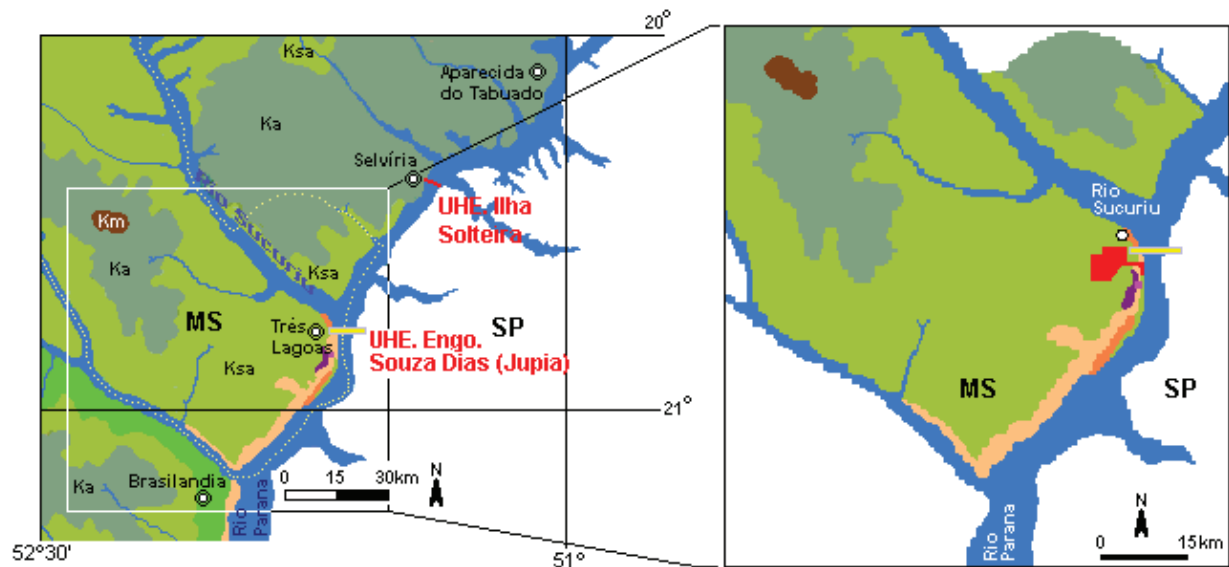 20°
Ksa
Aparecida
do Tabuado
Ka
Selvíria
Rio Sucuriu
UHE. Ilha
Solteira
Km
Ka
Ksa
MS
Três
Lagoas
SP
UHE. Engo.
Souza Dias (Jupia)
Ksa
21°
Brasilandia
Ka
0 15 30km
N
Rio
Parana
52°30'
51°
Rio
Sucuriu
MS
SP
N
Rio
Parana
0 15km